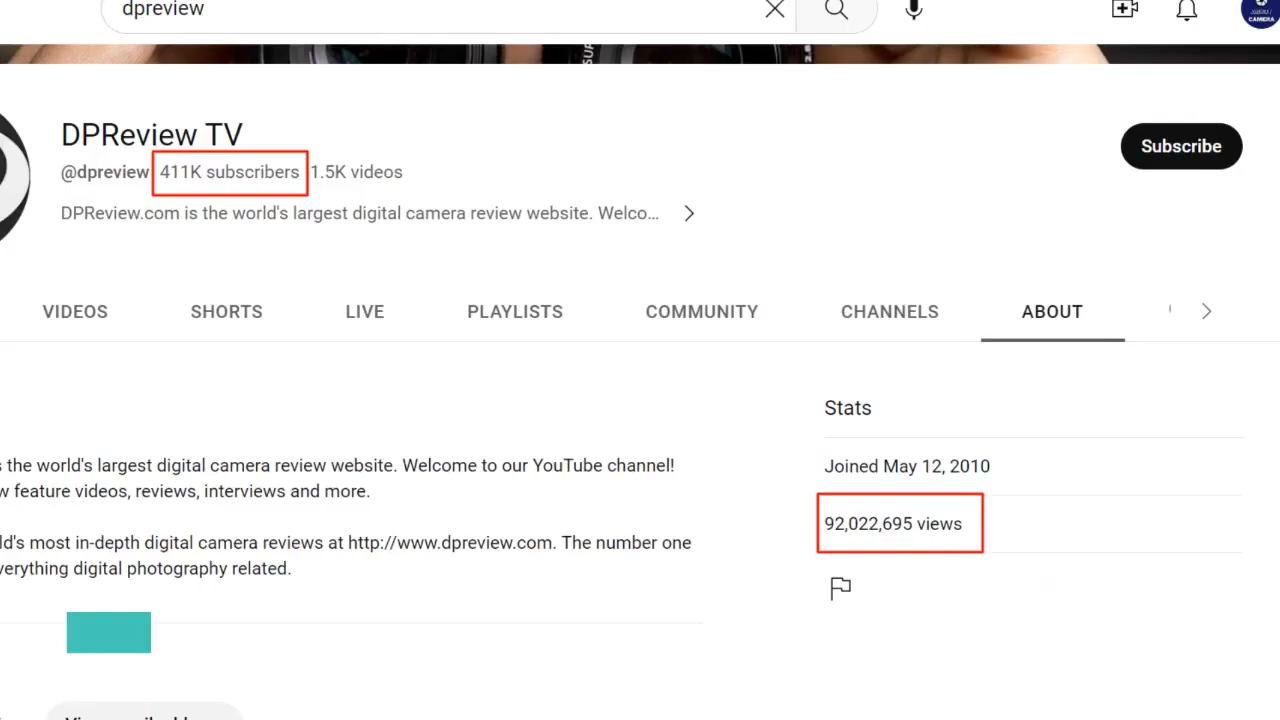 dpreview
DPReview TV
@dpreview 411K subscribers 1.5K videos
DPReview.com is the world's largest digital camera review website. Welco...
Subscribe
VIDEOS SHORTS LIVE PLAYLISTS COMMUNITY CHANNELS ABOUT
Stats
the world's largest digital camera review website. Welcome to our YouTube channel!
Joined May 12, 2010
feature videos, reviews, interviews and more.
92,022,695 views
most in-depth digital camera reviews at http://www.dpreview.com. The number one
everything digital photography related.
CAMERA